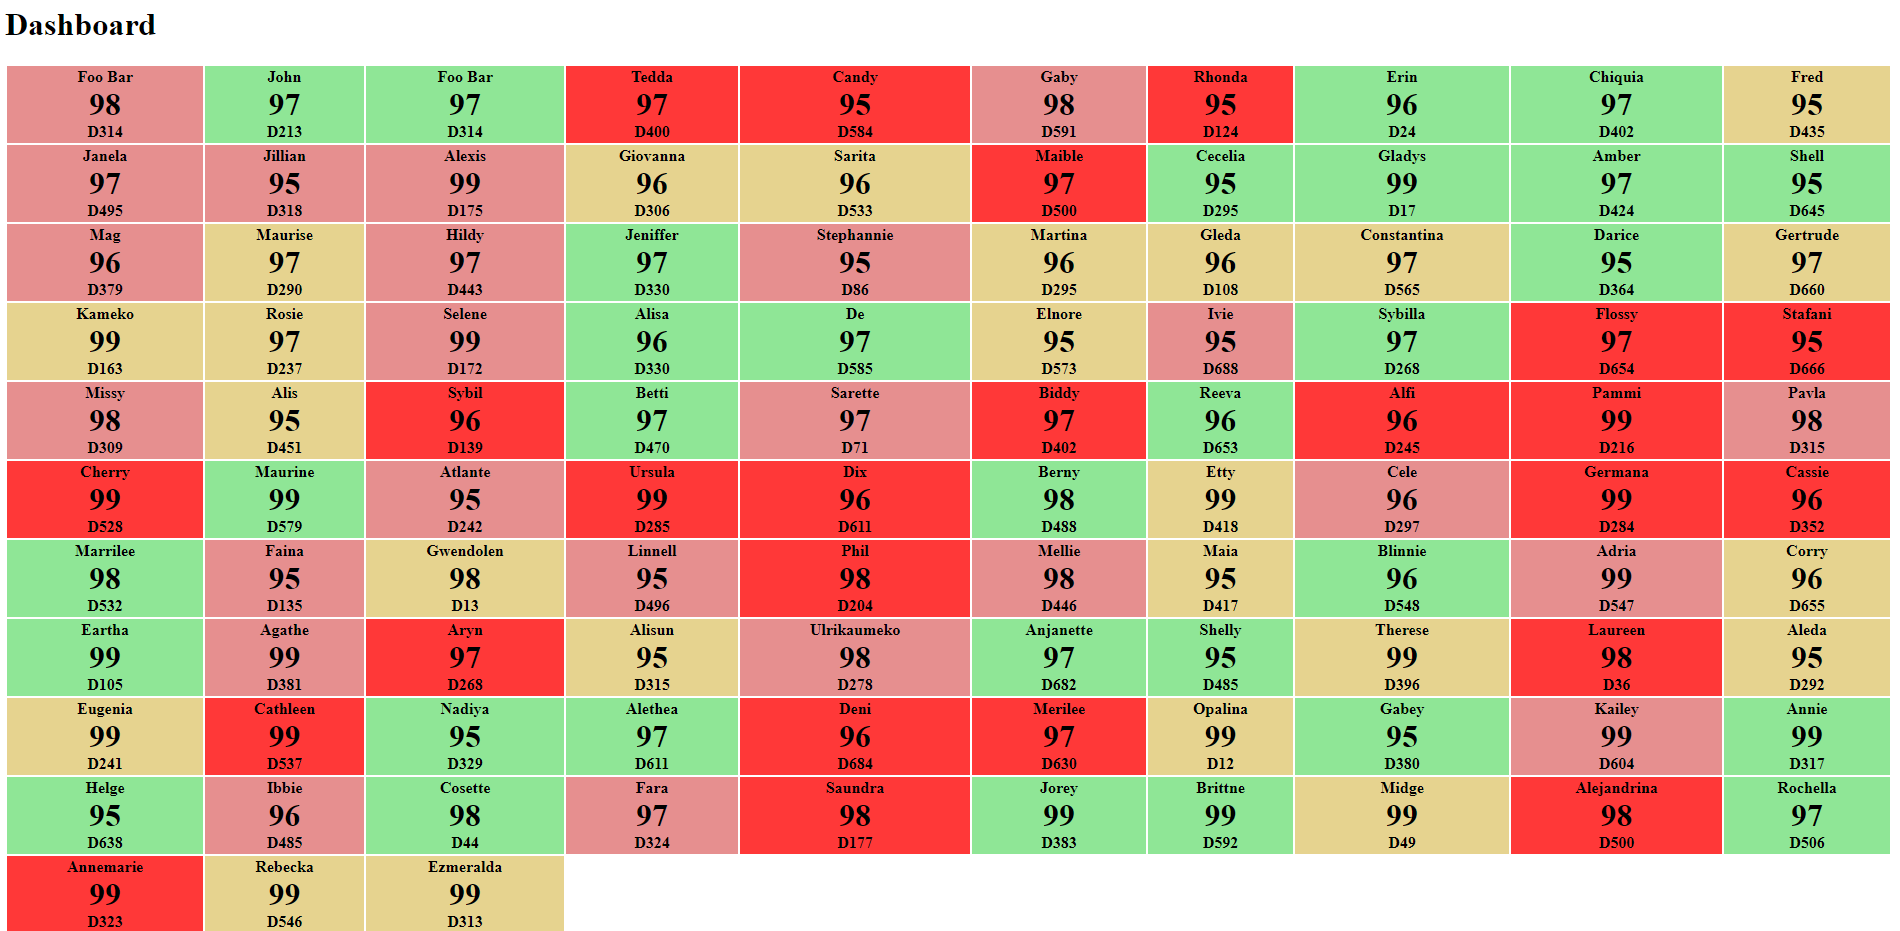 Dashboard
Foo Bar John Foo Bar Tedda Candy Gaby Rhonda Erin Chiquia Fred
98 97 97 97 95 98 95 96 97 95
D314 D213 D314 D400 D584 D591 D124 D24 D402 D435
Janela Jillian Alexis Giovanna Sarita Maible Cecelia Gladys Amber Shell
97 95 99 96 96 97 95 99 97 95
D495 D318 D175 D306 D533 D500 D295 D17 D424 D645
Mag Maurise Hildy Jeniffer Stephannie Martina Gleda Constantina Darice Gertrude
96 97 97 97 95 96 96 97 95 97
D379 D290 D443 D330 D86 D295 D108 D565 D364 D660
Kameko Rosie Selene Alisa De Elnore Ivie Sybilla Flossy Stafani
99 97 99 96 97 95 95 97 97 95
D163 D237 D172 D330 D585 D573 D688 D268 D654 D666
Missy Alis Sybil Betti Sarette Biddy Reeva Alfi Pammi Pavla
98 95 96 97 97 97 96 96 99 98
D309 D451 D139 D470 D71 D402 D653 D245 D216 D315
Cherry Maurine Atlante Ursula Dix Berny Etty Cele Germana Cassie
99 99 95 99 96 98 99 96 99 96
D528 D579 D242 D285 D611 D488 D418 D297 D284 D352
Marrilee Faina Gwendolen Linnell Phil Mellie Maia Blinnie Adria Corry
98 95 98 95 98 98 95 96 99 96
D532 D135 D13 D496 D204 D446 D417 D548 D547 D655
Eartha Agathe Aryn Alisun Ulrikaumeko Anjanette Shelly Therese Laureen Aleda
99 99 97 95 98 97 95 99 98 95
D105 D381 D268 D315 D278 D682 D485 D396 D36 D292
Eugenia Cathleen Nadiya Alethea Deni Merilee Opalina Gabey Kailey Annie
99 99 95 97 96 97 99 95 99 99
D241 D537 D329 D611 D684 D630 D12 D380 D604 D317
Helge Ibbie Cosette Fara Saundra Jorey Brittne Midge Alejandrina Rochella
95 96 98 97 98 99 99 99 98 97
D638 D485 D44 D324 D177 D383 D592 D49 D500 D506
Annemarie Rebecka Ezmeralda
99 99 99
D323 D546 D313